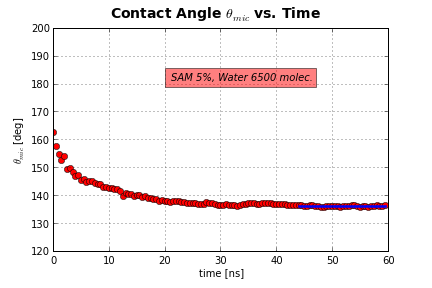 Contact Angle θmic vs. Time
200
190
180
170
160
150
140
130
120
θmic [deg]
SAM 5%, Water 6500 molec.
0 10 20 30 40 50 60
time [ns]